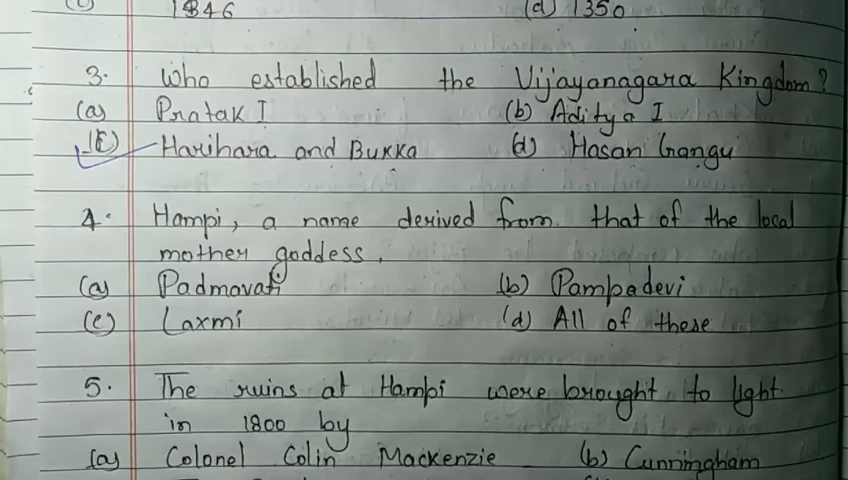 1346 (d) 1350
3. Who established the Vijayanagara Kingdom?
(a) Pratak I (b) Aditya I
(c) Harihara and Bukka (d) Hasan Gangu
4. Hampi, a name derived from that of the local
mother goddess,
(a) Padmavati (b) Pampadevi
(c) Laxmi (d) All of these
5. The ruins at Hampi were brought to light
in 1800 by
(a) Colonel Colin Mackenzie (b) Cunningham